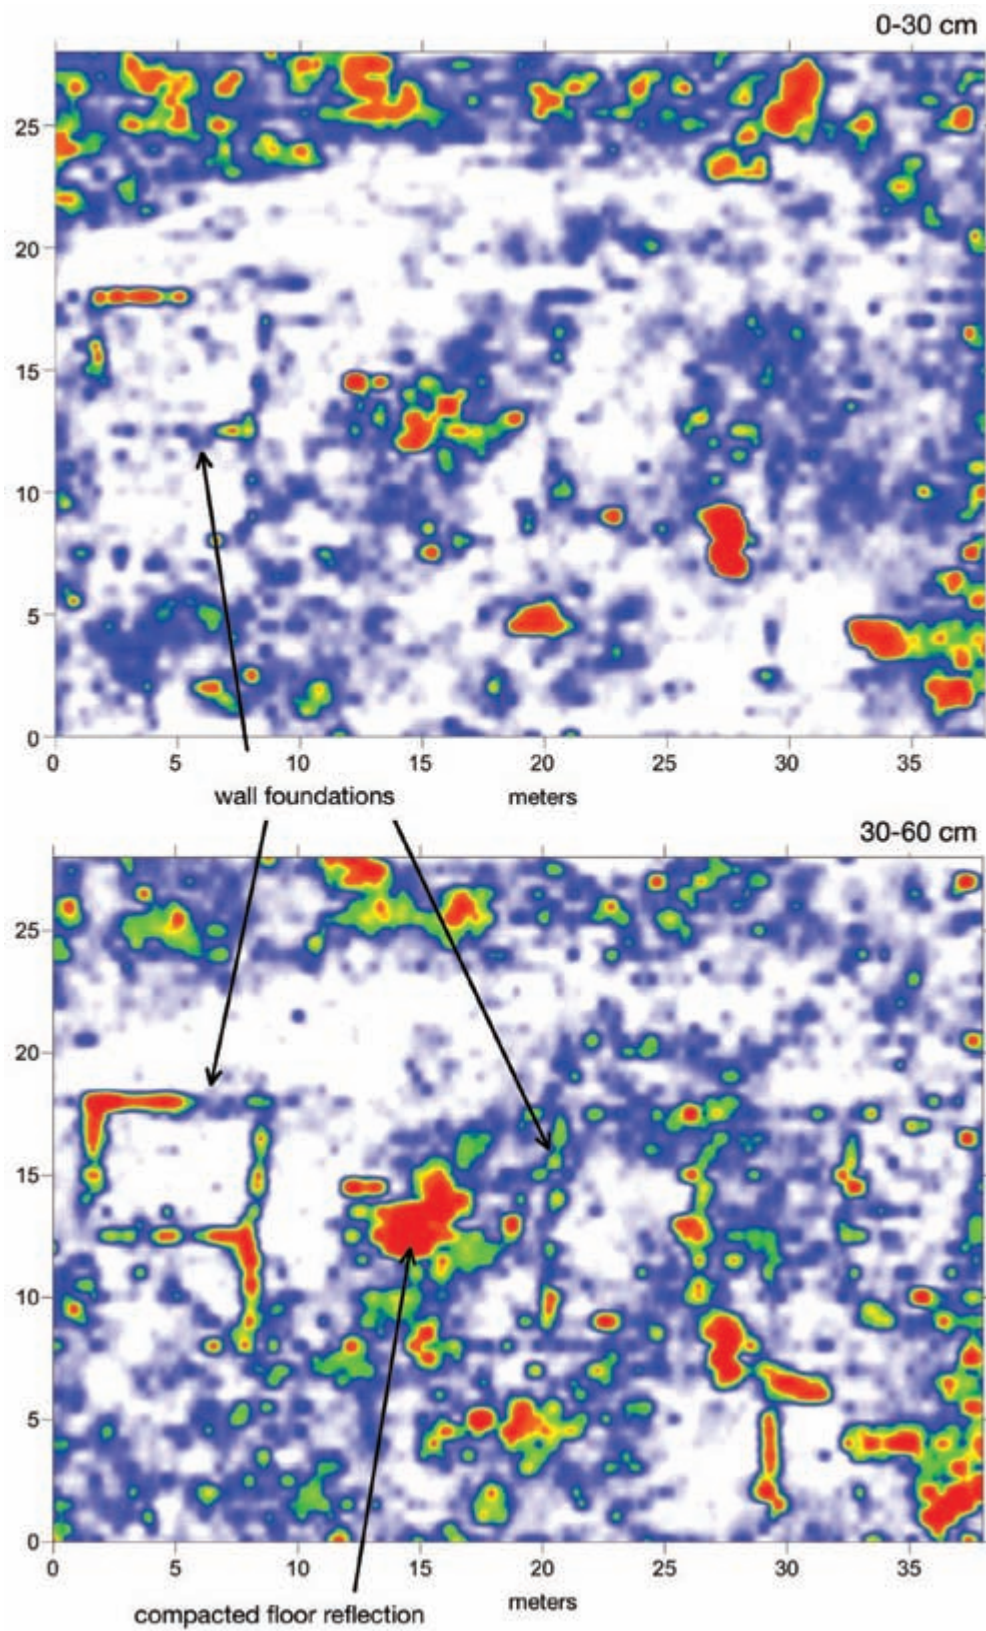 0-30 cm
25
20
15
10
5
0
0 5 10 15 20 25 30 35
wall foundations meters
30-60 cm
25
20
15
10
5
0
0 5 10 15 20 25 30 35
meters
compacted floor reflection